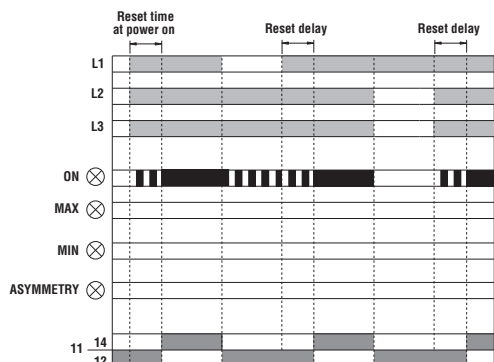 Reset time
at power on
Reset delay
Reset delay
L1
L2
L3
ON
MAX
MIN
ASYMMETRY
11 14
12